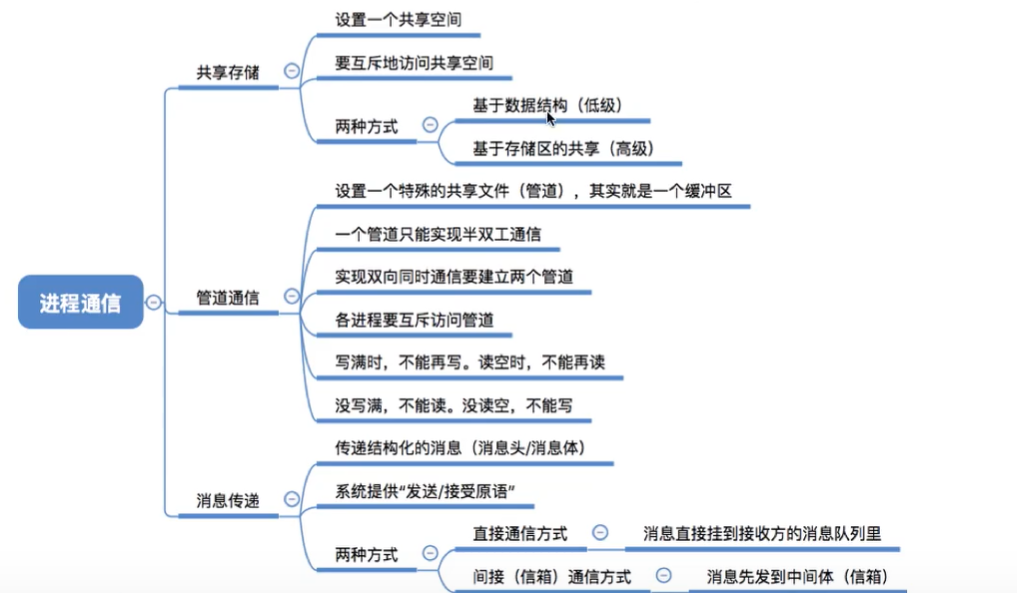 进程通信
共享存储
设置一个共享空间
要互斥地访问共享空间
两种方式
基于数据结构（低级）
基于存储区的共享（高级）
管道通信
设置一个特殊的共享文件（管道），其实就是一个缓冲区
一个管道只能实现半双工通信
实现双向同时通信要建立两个管道
各进程要互斥访问管道
写满时，不能再写。读空时，不能再读
没写满，不能读。没读空，不能写
消息传递
传递结构化的消息（消息头/消息体）
系统提供“发送/接受原语”
两种方式
直接通信方式
消息直接挂到接收方的消息队列里
间接（信箱）通信方式
消息先发到中间体（信箱）